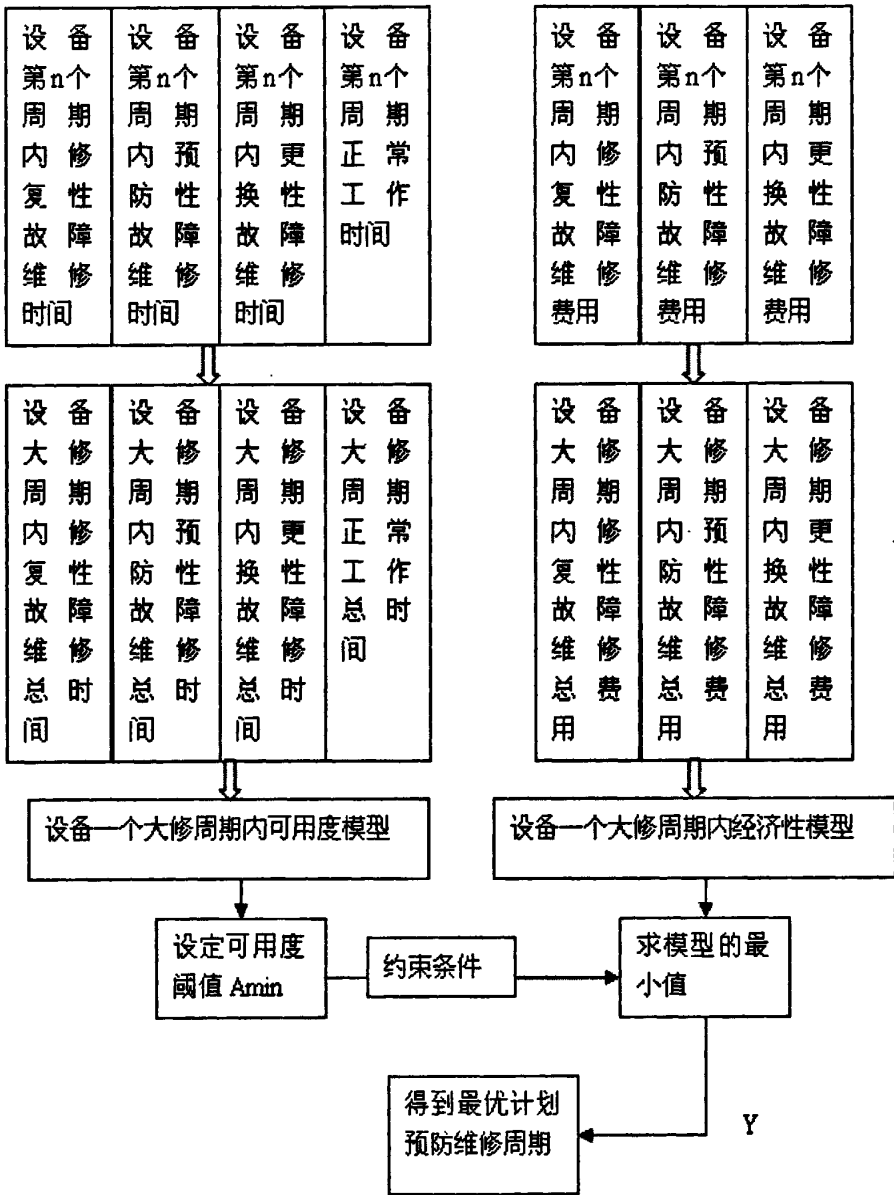 设备
第n个
周期
内修
复性
故障
维修
时间
设备
第n个
周期
内预
防性
故障
维修
时间
设备
第n个
周期
内更
换性
故障
维修
时间
设备
第n个
周期
正常
工作
时间
设备
第n个
周期
内修
复性
故障
维修
费用
设备
第n个
周期
内预
防性
故障
维修
费用
设备
第n个
周期
内更
换性
故障
维修
费用
设备
大修
周期
内修
复性
故障
维修
总时
间
设备
大修
周期
内预
防性
故障
维修
总时
间
设备
大修
周期
内更
换性
故障
维修
总时
间
设备
大修
周期
正常
工作
总时
间
设备
大修
周期
内修
复性
故障
维修
总费
用
设备
大修
周期
内预
防性
故障
维修
总费
用
设备
大修
周期
内更
换性
故障
维修
总费
用
设备一个大修周期内可用度模型
设备一个大修周期内经济性模型
设定可用度
阈值 Amin
约束条件
求模型的最
小值
得到最优计划
预防维修周期
Y